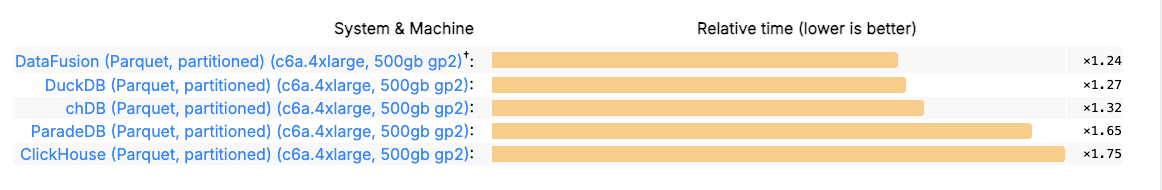 System & Machine Relative time (lower is better)
DataFusion (Parquet, partitioned) (c6a.4xlarge, 500gb gp2)†: ×1.24
DuckDB (Parquet, partitioned) (c6a.4xlarge, 500gb gp2): ×1.27
chDB (Parquet, partitioned) (c6a.4xlarge, 500gb gp2): ×1.32
ParadeDB (Parquet, partitioned) (c6a.4xlarge, 500gb gp2): ×1.65
ClickHouse (Parquet, partitioned) (c6a.4xlarge, 500gb gp2): ×1.75